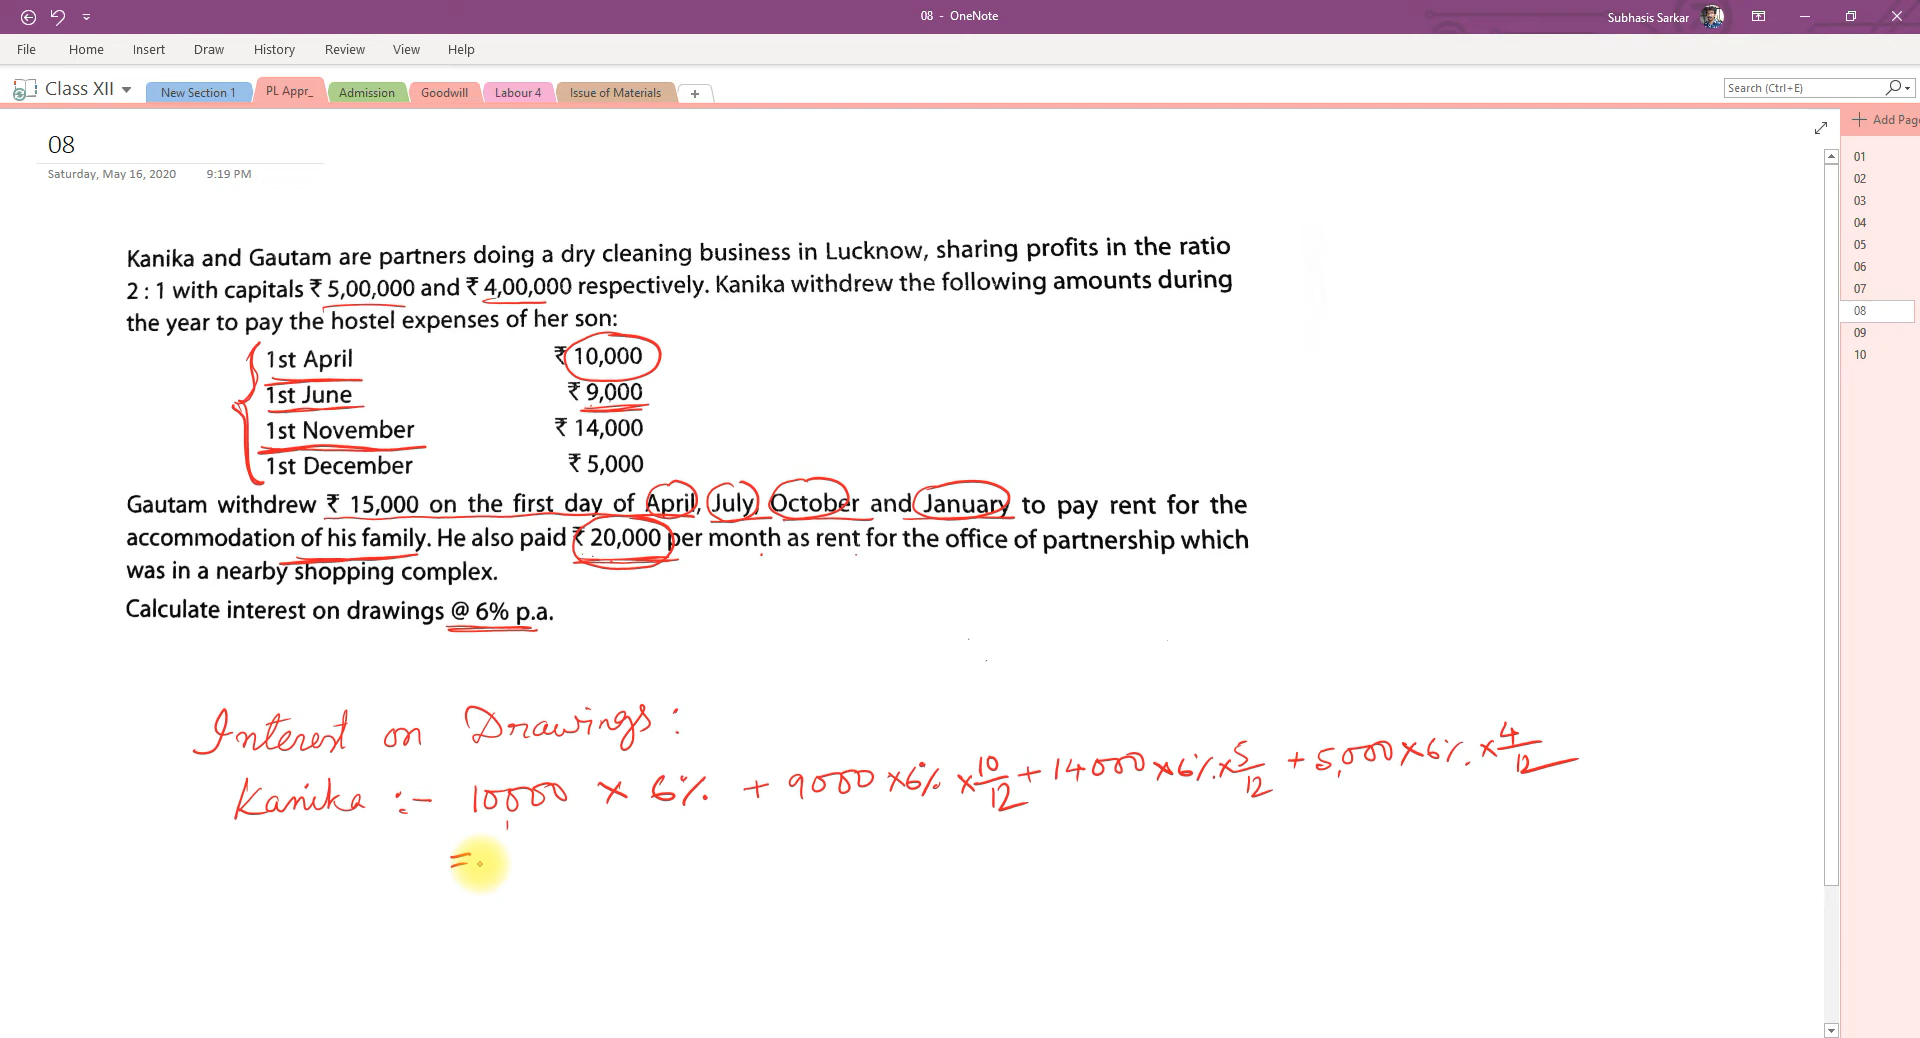 08 - OneNote
Subhasis Sarkar
File Home Insert Draw History Review View Help
Class XII New Section 1 PL Appr_ Admission Goodwill Labour 4 Issue of Materials + Search (Ctrl+E)
Add Pag
08
Saturday, May 16, 2020 9:19 PM
01
02
03
04
05
06
07
08
09
10
Kanika and Gautam are partners doing a dry cleaning business in Lucknow, sharing profits in the ratio
2 : 1 with capitals ₹ 5,00,000 and ₹ 4,00,000 respectively. Kanika withdrew the following amounts during
the year to pay the hostel expenses of her son:
1st April ₹ 10,000
1st June ₹ 9,000
1st November ₹ 14,000
1st December ₹ 5,000
Gautam withdrew ₹ 15,000 on the first day of April, July, October and January to pay rent for the
accommodation of his family. He also paid ₹ 20,000 per month as rent for the office of partnership which
was in a nearby shopping complex.
Calculate interest on drawings @ 6% p.a.
Interest on Drawings :
Kanika :- 10000 × 6% + 9000 × 6% × 10/12 + 14000 × 6% × 5/12 + 5,000 × 6% × 4/12
=